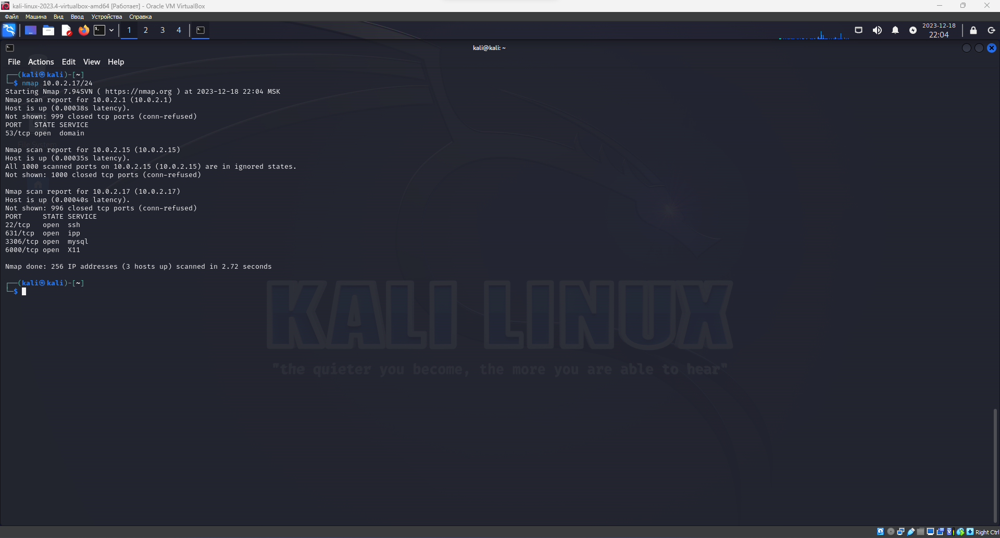 kali-linux-2023.4-virtualbox-amd64 [Работает] - Oracle VM VirtualBox
Файл Машина Вид Ввод Устройства Справка
1 2 3 4
2023-12-18
22:04
kali@kali: ~
File Actions Edit View Help
┌──(kali㉿kali)-[~]
└─$ nmap 10.0.2.17/24
Starting Nmap 7.94SVN ( https://nmap.org ) at 2023-12-18 22:04 MSK
Nmap scan report for 10.0.2.1 (10.0.2.1)
Host is up (0.00038s latency).
Not shown: 999 closed tcp ports (conn-refused)
PORT   STATE SERVICE
53/tcp open  domain
File System
Nmap scan report for 10.0.2.15 (10.0.2.15)
Host is up (0.00035s latency).
All 1000 scanned ports on 10.0.2.15 (10.0.2.15) are in ignored states.
Not shown: 1000 closed tcp ports (conn-refused)
Nmap scan report for 10.0.2.17 (10.0.2.17)
Host is up (0.00040s latency).
Not shown: 996 closed tcp ports (conn-refused)
PORT     STATE SERVICE
22/tcp   open  ssh
631/tcp  open  ipp
3306/tcp open  mysql
6000/tcp open  X11
Nmap done: 256 IP addresses (3 hosts up) scanned in 2.72 seconds
┌──(kali㉿kali)-[~]
└─$
KALI LINUX
"the quieter you become, the more you are able to hear"
Right Ctrl